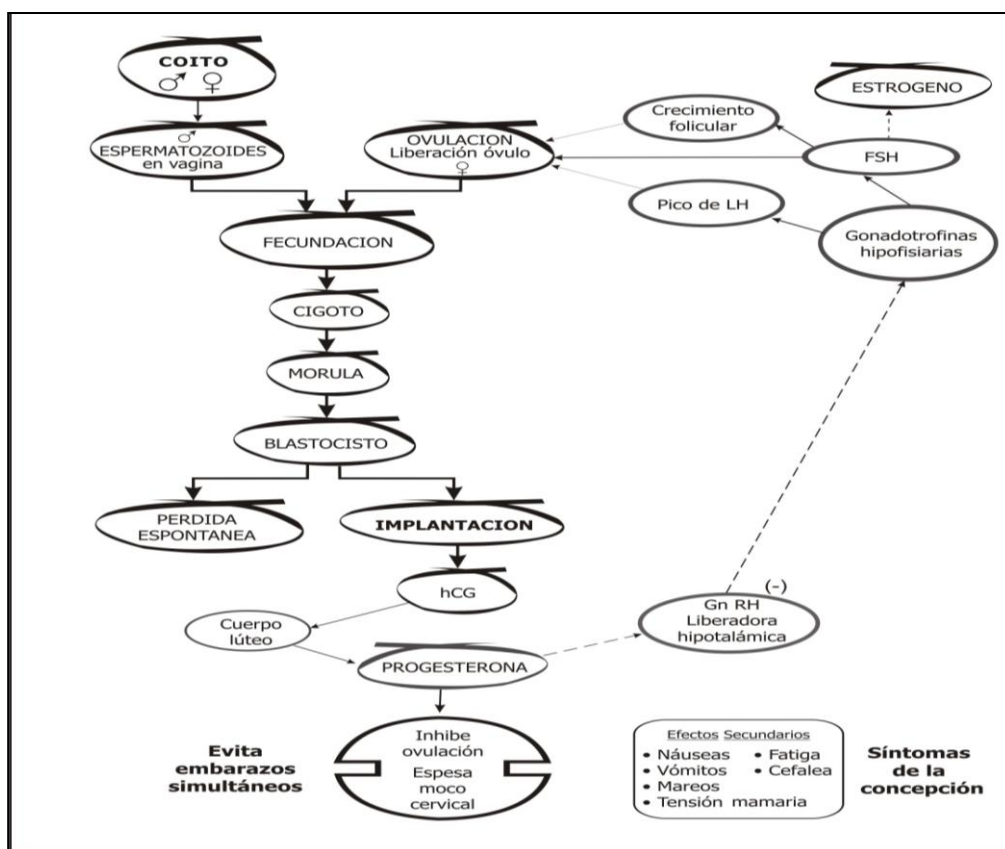 COITO
♂ ♀
♂
ESPERMATOZOIDES
en vagina
OVULACION
Liberación óvulo
♀
Crecimiento
folicular
ESTROGENO
FSH
Pico de LH
Gonadotrofinas
hipofisiarias
FECUNDACION
CIGOTO
MORULA
BLASTOCISTO
PERDIDA
ESPONTANEA
IMPLANTACION
hCG
Cuerpo
lúteo
PROGESTERONA
(-)
Gn RH
Liberadora
hipotalámica
Evita
embarazos
simultáneos
Inhibe
ovulación
Espesa
moco
cervical
Efectos Secundarios
• Náuseas • Fatiga
• Vómitos • Cefalea
• Mareos
• Tensión mamaria
Síntomas
de la
concepción